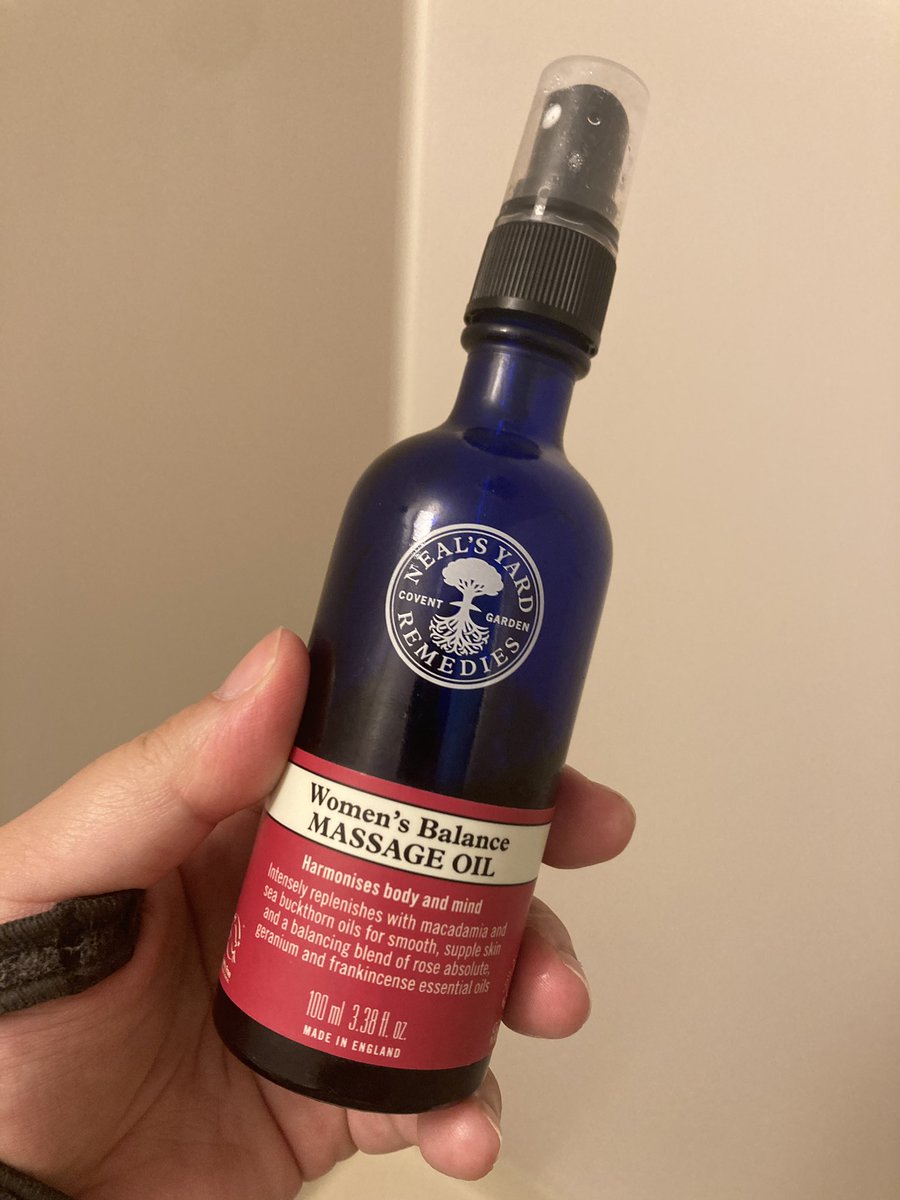 NEAL'S YARD
COVENT GARDEN
REMEDIES
Women's Balance
MASSAGE OIL
Harmonises body and mind
Intensely replenishes with macadamia and
sea buckthorn oils for smooth, supple skin
and a balancing blend of rose absolute,
geranium and frankincense essential oils
100 ml 3.38 fl. oz.
MADE IN ENGLAND